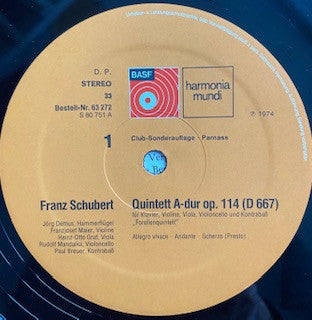 D. P.
STEREO
33
Bestell-Nr. 63 272
S 80 751 A
BASF
harmonia
mundi
℗ 1974
1
Club-Sonderauflage · Parnass
Franz Schubert
Jörg Demus, Hammerflügel
Franzjosef Maier, Violine
Heinz-Otto Graf, Viola
Rudolf Mandalka, Violoncello
Paul Breuer, Kontrabaß
Quintett A-dur op. 114 (D 667)
für Klavier, Violine, Viola, Violoncello und Kontrabaß
„Forellenquintett"
Allegro vivace · Andante · Scherzo (Presto)